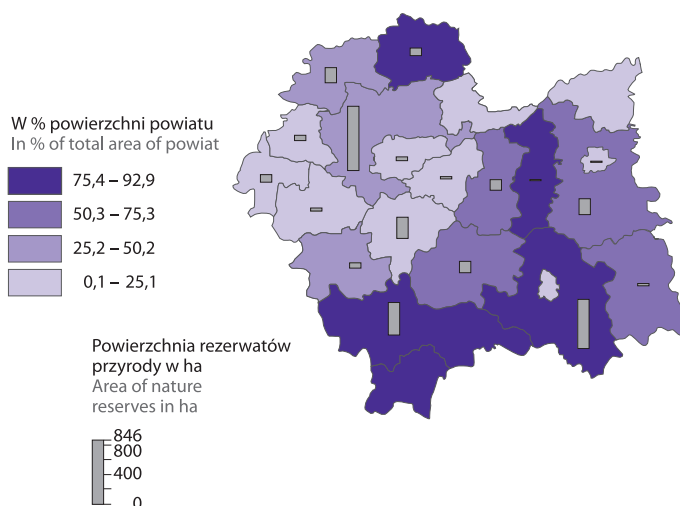 W % powierzchni powiatu
In % of total area of powiat
75,4 – 92,9
50,3 – 75,3
25,2 – 50,2
0,1 – 25,1
Powierzchnia rezerwatów
przyrody w ha
Area of nature
reserves in ha
846
800
400
0